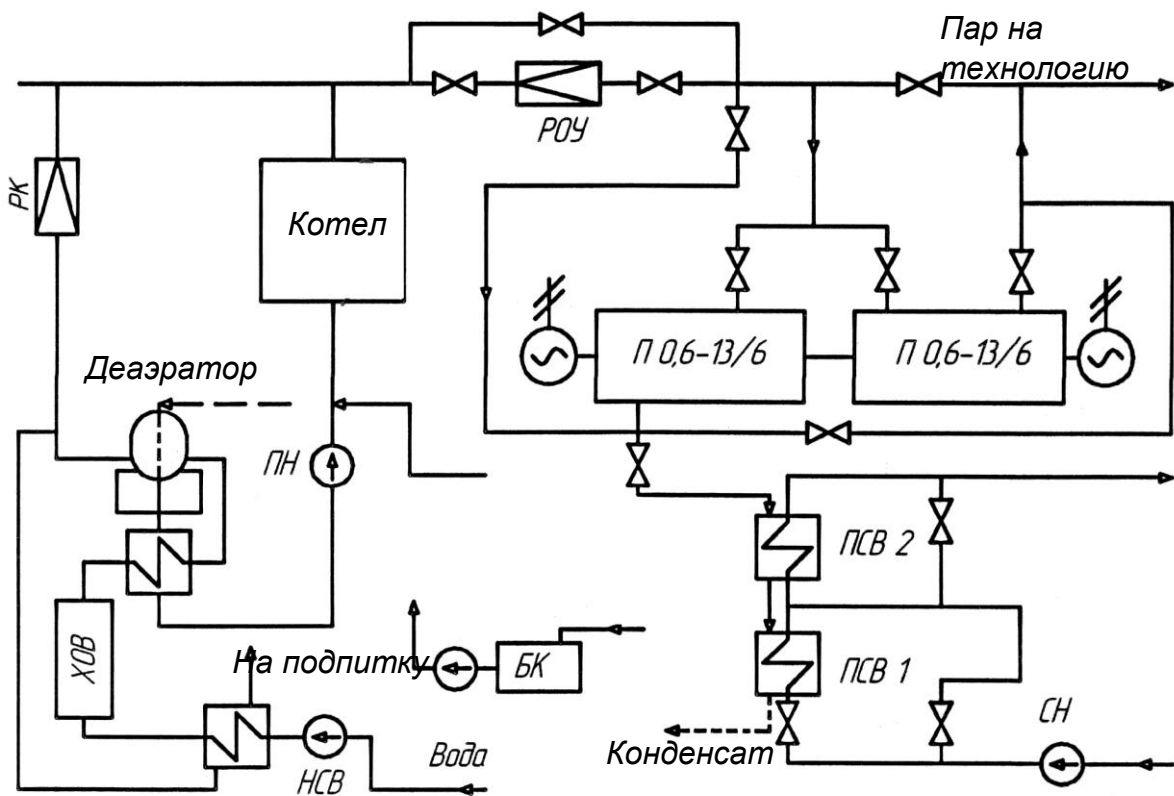 Пар на
технологию
РОУ
РК
Котел
П 0,6-13/6
П 0,6-13/6
Деаэратор
ПН
ПСВ 2
ХОВ
На подпитку
БК
ПСВ 1
СН
Конденсат
Вода
НСВ